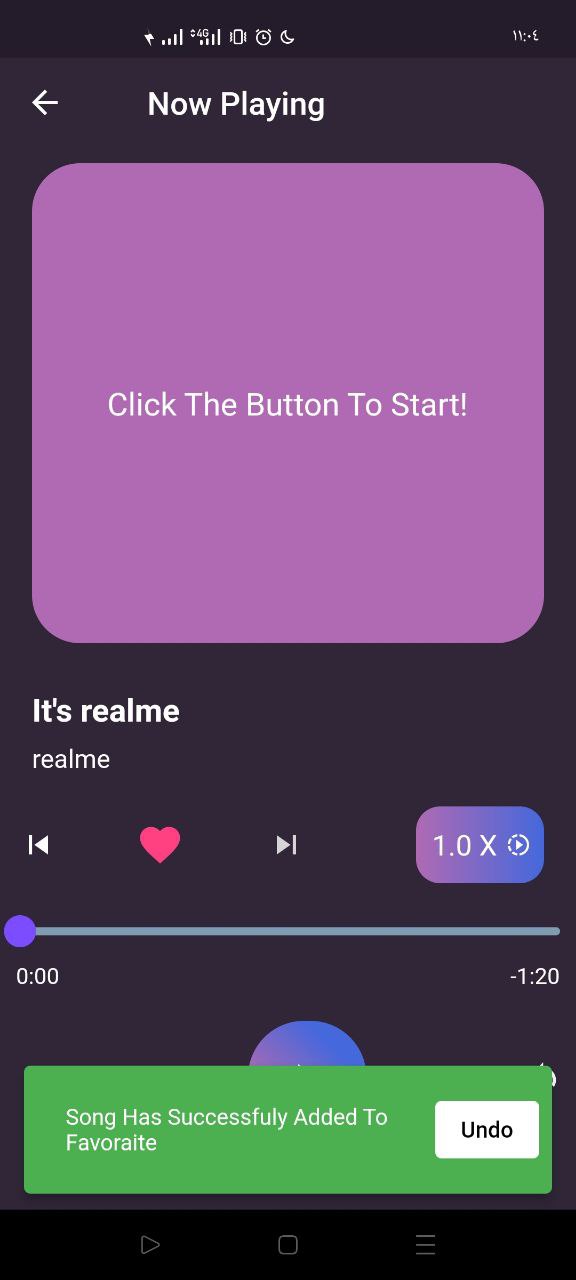 4G
١١:٠٤
Now Playing
Click The Button To Start!
It's realme
realme
1.0 X
0:00
-1:20
Song Has Successfuly Added To
Favoraite
Undo